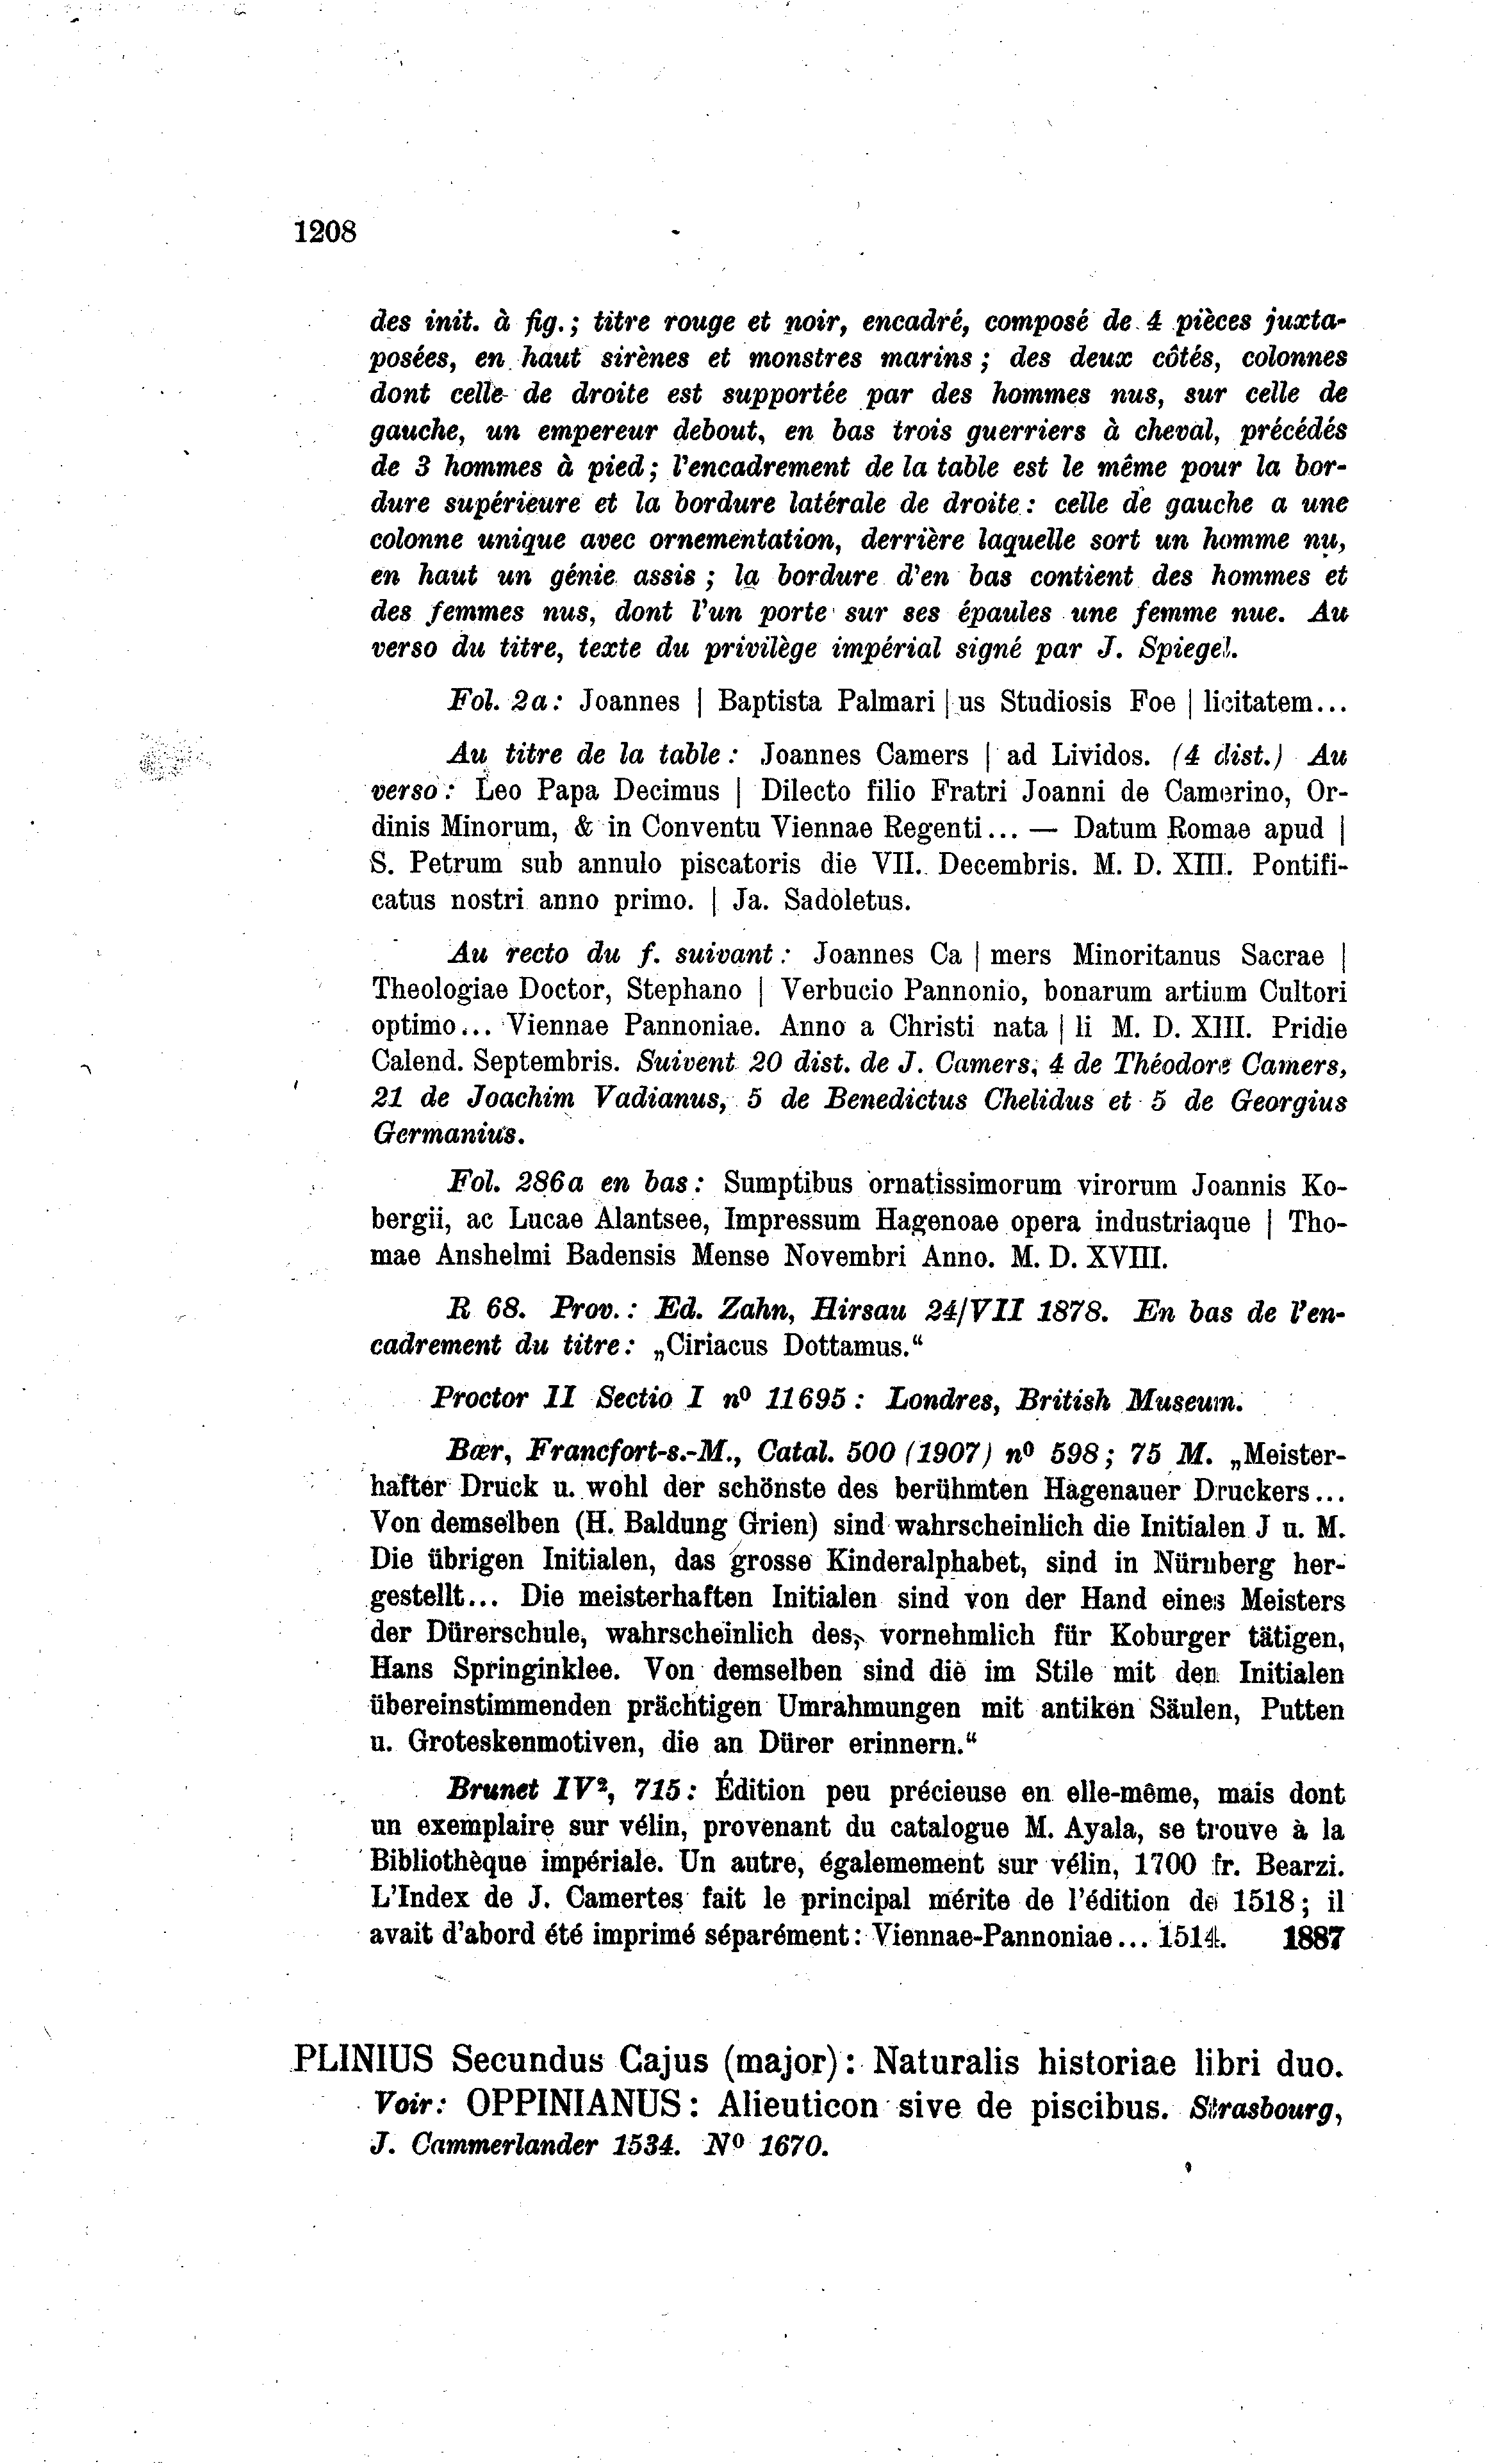 1208
des init. à fig.; titre rouge et noir, encadré, composé de 4 pièces juxta-
posées, en haut sirènes et monstres marins; des deux côtés, colonnes
dont celle de droite est supportée par des hommes nus, sur celle de
gauche, un empereur debout, en bas trois guerriers à cheval, précédés
de 3 hommes à pied; l'encadrement de la table est le même pour la bor-
dure supérieure et la bordure latérale de droite: celle de gauche a une
colonne unique avec ornementation, derrière laquelle sort un homme nu,
en haut un génie assis; la bordure d'en bas contient des hommes et
des femmes nus, dont l'un porte sur ses épaules une femme nue. Au
verso du titre, texte du privilège impérial signé par J. Spiegel.
Fol. 2a: Joannes | Baptista Palmari | us Studiosis Foe | licitatem...
Au titre de la table: Joannes Camers | ad Lividos. (4 dist.) Au
verso: Leo Papa Decimus | Dilecto filio Fratri Joanni de Camerino, Or-
dinis Minorum, & in Conventu Viennae Regenti... — Datum Romae apud |
S. Petrum sub annulo piscatoris die VII. Decembris. M. D. XIII. Pontifi-
catus nostri anno primo. | Ja. Sadoletus.
Au recto du f. suivant: Joannes Ca | mers Minoritanus Sacrae |
Theologiae Doctor, Stephano | Verbucio Pannonio, bonarum artium Cultori
optimo... Viennae Pannoniae. Anno a Christi nata | li M. D. XIII. Pridie
Calend. Septembris. Suivent 20 dist. de J. Camers, 4 de Théodore Camers,
21 de Joachim Vadianus, 5 de Benedictus Chelidus et 5 de Georgius
Germanius.
Fol. 286a en bas: Sumptibus ornatissimorum virorum Joannis Ko-
bergii, ac Lucae Alantsee, Impressum Hagenoae opera industriaque | Tho-
mae Anshelmi Badensis Mense Novembri Anno. M. D. XVIII.
R 68. Prov.: Ed. Zahn, Hirsau 24/VII 1878. En bas de l'en-
cadrement du titre: „Ciriacus Dottamus.“
Proctor II Sectio I nº 11695: Londres, British Museum.
Bær, Francfort-s.-M., Catal. 500 (1907) nº 598; 75 M. „Meister-
hafter Druck u. wohl der schönste des berühmten Hagenauer Druckers...
Von demselben (H. Baldung Grien) sind wahrscheinlich die Initialen J u. M.
Die übrigen Initialen, das grosse Kinderalphabet, sind in Nürnberg her-
gestellt... Die meisterhaften Initialen sind von der Hand eines Meisters
der Dürerschule, wahrscheinlich des, vornehmlich für Koburger tätigen,
Hans Springinklee. Von demselben sind die im Stile mit den Initialen
übereinstimmenden prächtigen Umrahmungen mit antiken Säulen, Putten
u. Groteskenmotiven, die an Dürer erinnern.“
Brunet IV², 715: Édition peu précieuse en elle-même, mais dont
un exemplaire sur vélin, provenant du catalogue M. Ayala, se trouve à la
Bibliothèque impériale. Un autre, égalemement sur vélin, 1700 fr. Bearzi.
L'Index de J. Camertes fait le principal mérite de l'édition de 1518; il
avait d'abord été imprimé séparément: Viennae-Pannoniae... 1514. 1887
PLINIUS Secundus Cajus (major): Naturalis historiae libri duo.
Voir: OPPINIANUS: Alieuticon sive de piscibus. Strasbourg,
J. Cammerlander 1534. Nº 1670.